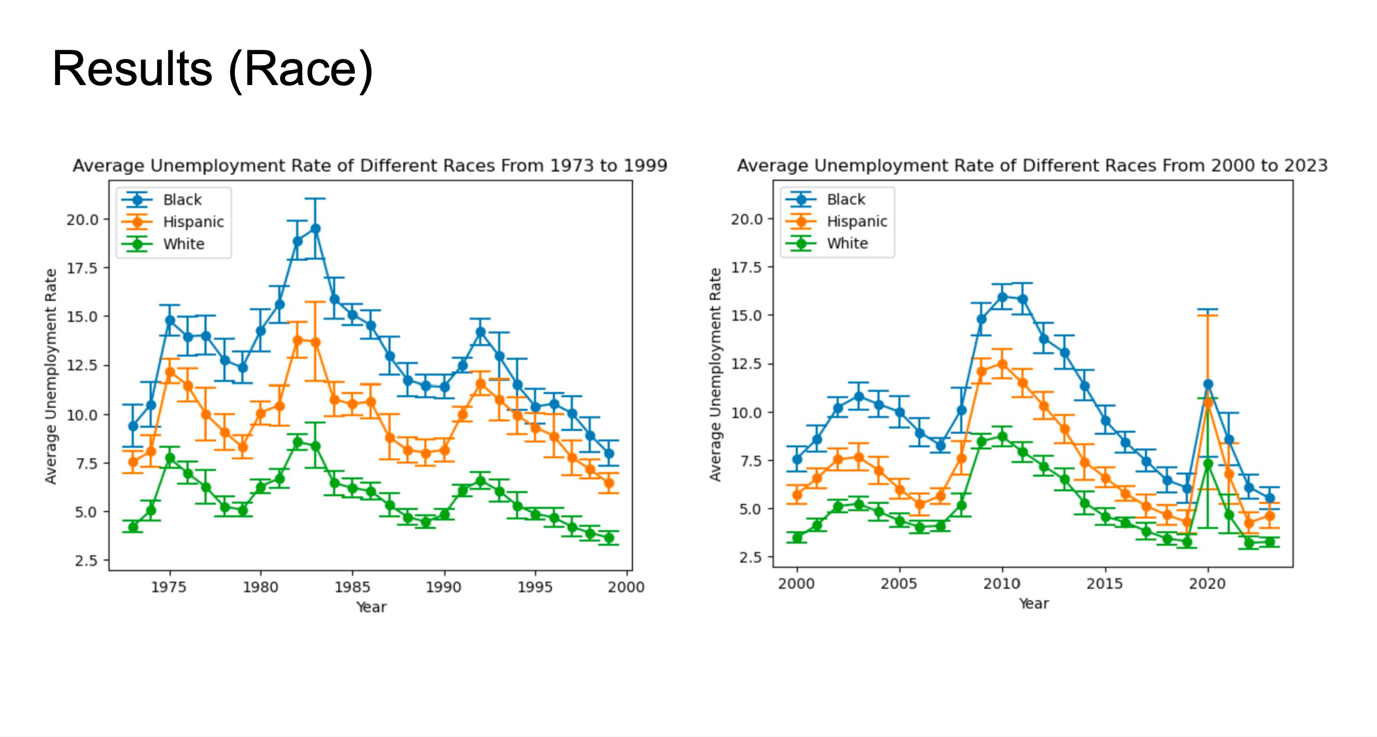 Results (Race)
Average Unemployment Rate of Different Races From 1973 to 1999
Black
Hispanic
White
20.0
17.5
15.0
12.5
10.0
7.5
5.0
2.5
Average Unemployment Rate
1975
1980
1985
1990
1995
2000
Year
Average Unemployment Rate of Different Races From 2000 to 2023
Black
Hispanic
White
20.0
17.5
15.0
12.5
10.0
7.5
5.0
2.5
Average Unemployment Rate
2000
2005
2010
2015
2020
Year